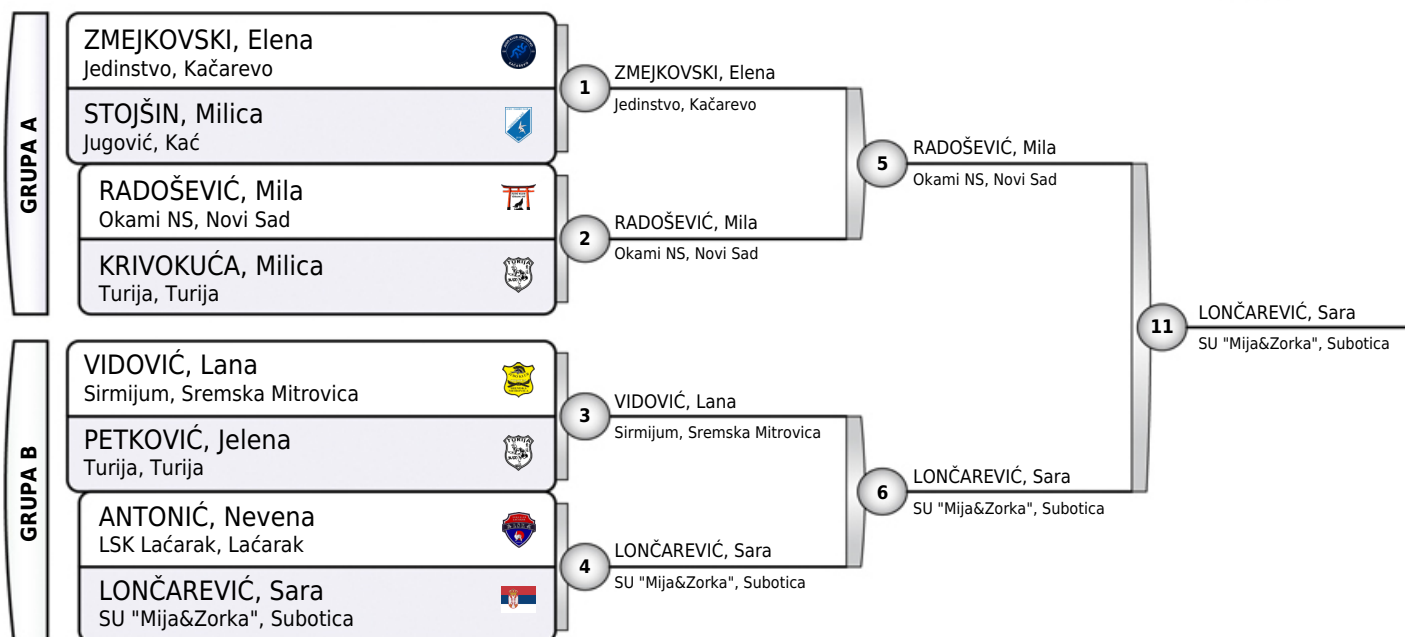 GRUPA A
ZMEJKOVSKI, Elena
Jedinstvo, Kačarevo
STOJŠIN, Milica
Jugović, Kać
RADOŠEVIĆ, Mila
Okami NS, Novi Sad
KRIVOKUĆA, Milica
Turija, Turija
GRUPA B
VIDOVIĆ, Lana
Sirmijum, Sremska Mitrovica
PETKOVIĆ, Jelena
Turija, Turija
ANTONIĆ, Nevena
LSK Laćarak, Laćarak
LONČAREVIĆ, Sara
SU "Mija&Zorka", Subotica
1
ZMEJKOVSKI, Elena
Jedinstvo, Kačarevo
2
RADOŠEVIĆ, Mila
Okami NS, Novi Sad
3
VIDOVIĆ, Lana
Sirmijum, Sremska Mitrovica
4
LONČAREVIĆ, Sara
SU "Mija&Zorka", Subotica
5
RADOŠEVIĆ, Mila
Okami NS, Novi Sad
6
LONČAREVIĆ, Sara
SU "Mija&Zorka", Subotica
11
LONČAREVIĆ, Sara
SU "Mija&Zorka", Subotica